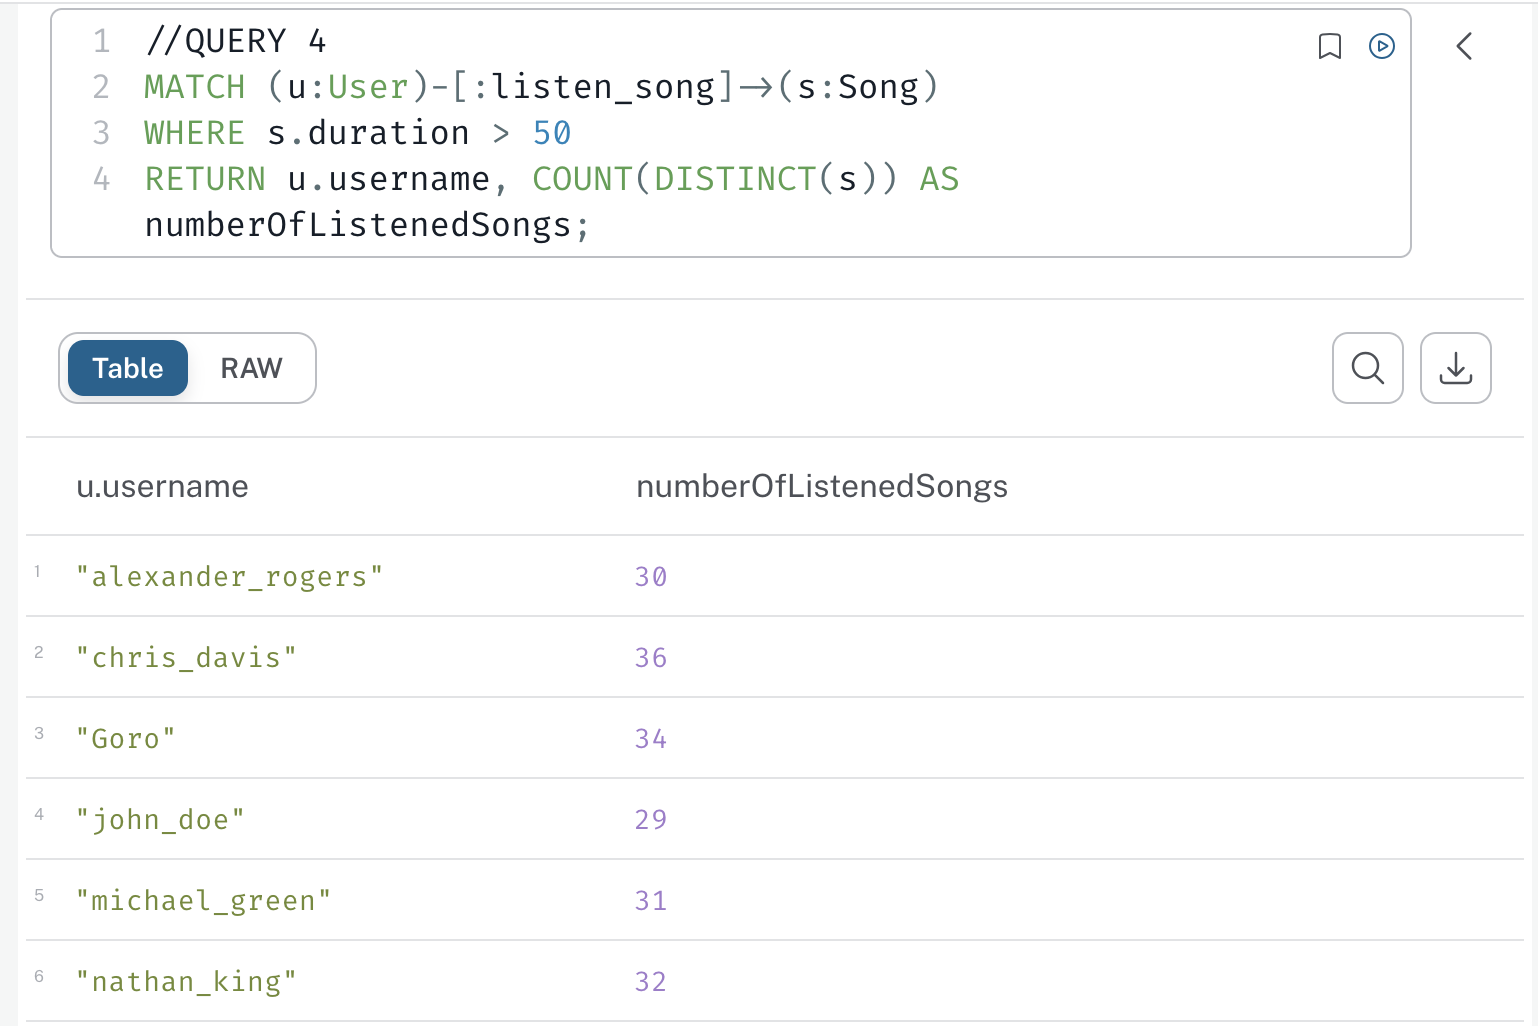 1 //QUERY 4
2 MATCH (u:User)-[:listen_song]->(s:Song)
3 WHERE s.duration > 50
4 RETURN u.username, COUNT(DISTINCT(s)) AS
numberOfListenedSongs;
Table RAW
u.username numberOfListenedSongs
1 "alexander_rogers" 30
2 "chris_davis" 36
3 "Goro" 34
4 "john_doe" 29
5 "michael_green" 31
6 "nathan_king" 32